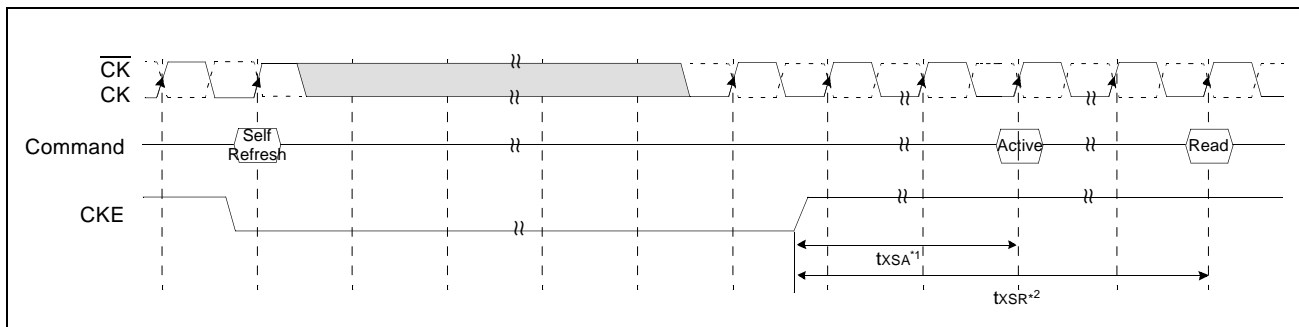 CK
CK
Command
Self
Refresh
Active
Read
CKE
tXSA*1
tXSR*2